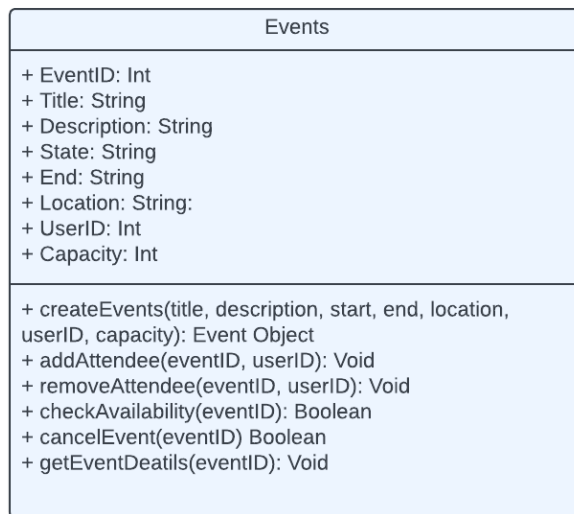 Events
+ EventID: Int
+ Title: String
+ Description: String
+ State: String
+ End: String
+ Location: String:
+ UserID: Int
+ Capacity: Int
+ createEvents(title, description, start, end, location,
userID, capacity): Event Object
+ addAttendee(eventID, userID): Void
+ removeAttendee(eventID, userID): Void
+ checkAvailability(eventID): Boolean
+ cancelEvent(eventID) Boolean
+ getEventDeatils(eventID): Void